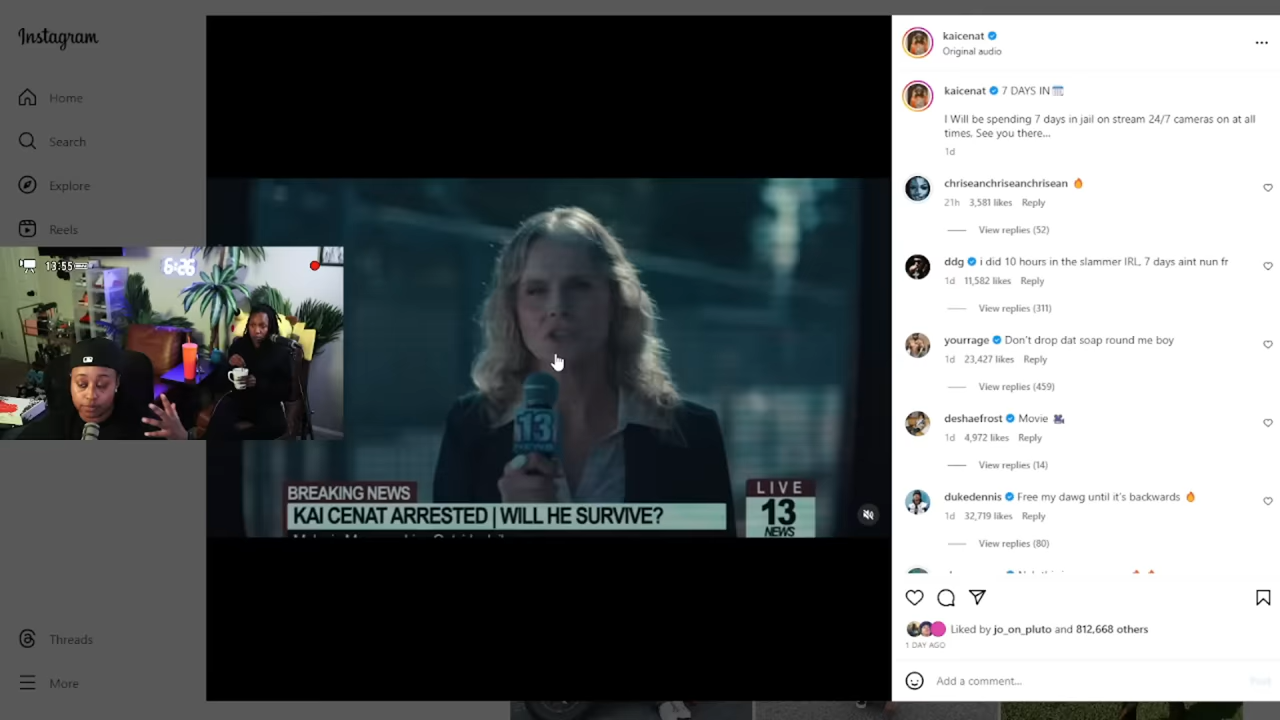 Instagram
Home
Search
Explore
Reels
Threads
More
13:55
6:26
13
BREAKING NEWS
KAI CENAT ARRESTED | WILL HE SURVIVE?
LIVE
13
NEWS
kaicenat
Original audio
kaicenat 7 DAYS IN
I Will be spending 7 days in jail on stream 24/7 cameras on at all
times. See you there...
1d
chriseanchriseanchrisean 🔥
21h 3,581 likes Reply
View replies (52)
ddg i did 10 hours in the slammer IRL, 7 days aint nun fr
1d 11,582 likes Reply
View replies (311)
yourrage Don't drop dat soap round me boy
1d 23,427 likes Reply
View replies (459)
deshaefrost Movie 🎥
1d 4,972 likes Reply
View replies (14)
dukedennis Free my dawg until it's backwards 🔥
1d 32,719 likes Reply
View replies (80)
Liked by jo_on_pluto and 812,668 others
1 DAY AGO
Add a comment...
Post